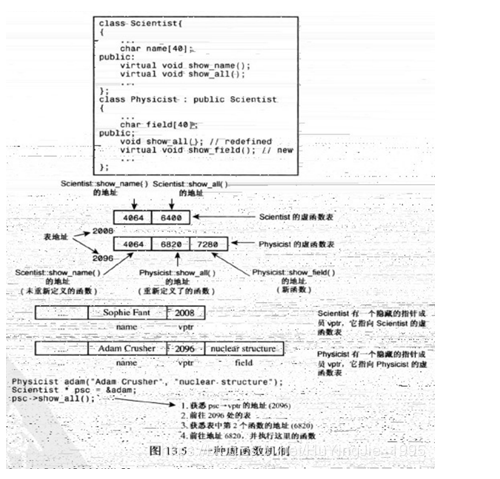 class Scientist{
{
...
char name[40];
public:
virtual void show_name();
virtual void show_all();
...
};
class Physicist : public Scientist
{
...
char field[40];
public:
void show_all(); // redefined
virtual void show_field(); // new
...
};
Scientist::show_name() Scientist::show_all()
的地址 的地址
4064 6400 Scientist 的虚函数表
2008
表地址
4064 6820 7280 Physicist 的虚函数表
2096
Scentist::show_name() Physicist::show_all() Physicist::show_field()
的地址 的地址 的地址
(未重新定义的函数) (重新定义了的函数) (新函数)
Sophie Fant 2008
name vptr
Scientist 有一个隐藏的指针成
员 vptr，它指向 Scientist 的虚
函数表
Adam Crusher 2096 nuclear structure
name vptr field
Physicist 有一个隐藏的指针成
员 vptr，它指向 Physicist 的虚
函数表
Physicist adam("Adam Crusher", "nuclear structure");
Scientist * psc = &adam;
psc->show_all();
1. 获悉 psc→vptr 的地址 (2096)
2. 前往 2096 处的表
3. 获悉表中第 2 个函数的地址 (6820)
4. 前往地址 6820，并执行这里的函数
图 13.5 一种虚函数机制